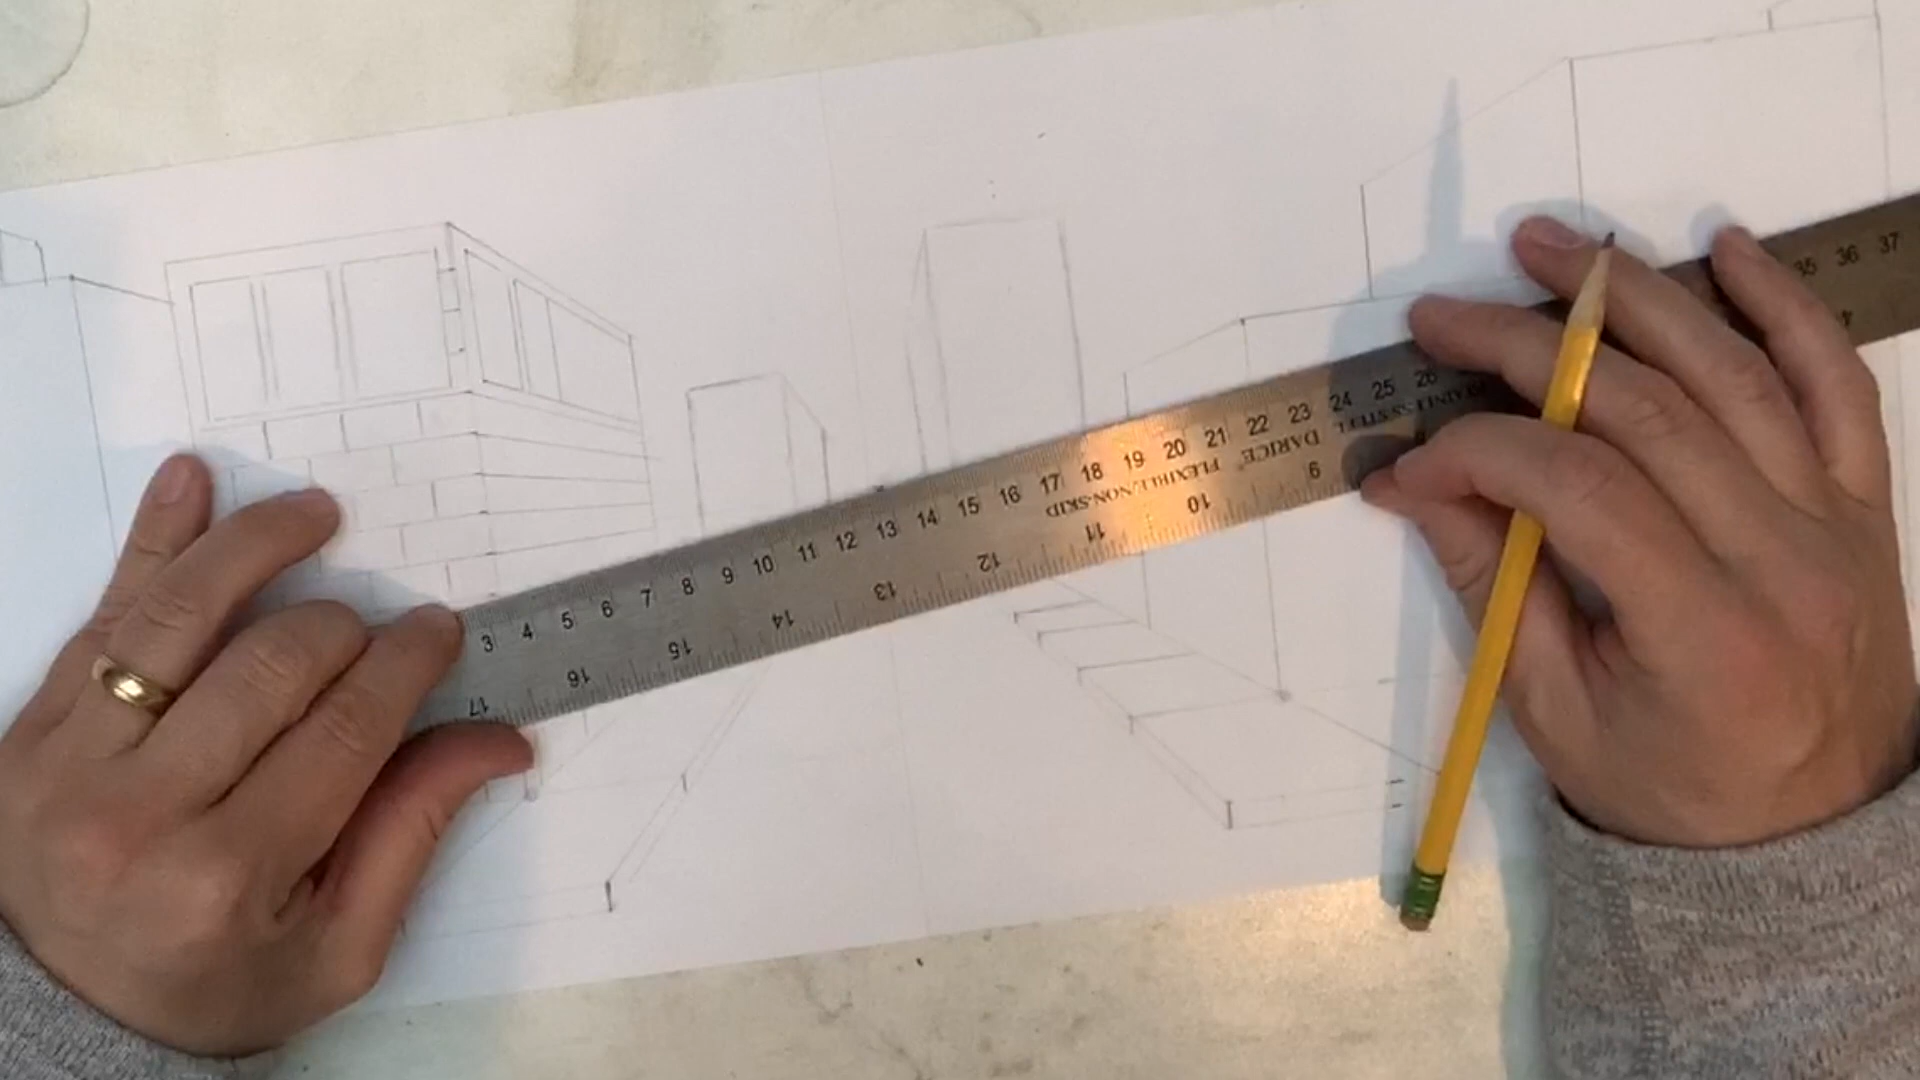 3 4 5 6 7 8 9 10 11 12 13 14 15 16 17 18 19 20 21 22 23 24 25 26 35 36 37
STAINLESS STEEL
DARICE® FLEXIBLE NON-SKID
9 10 11 12 13 14 15 16 17